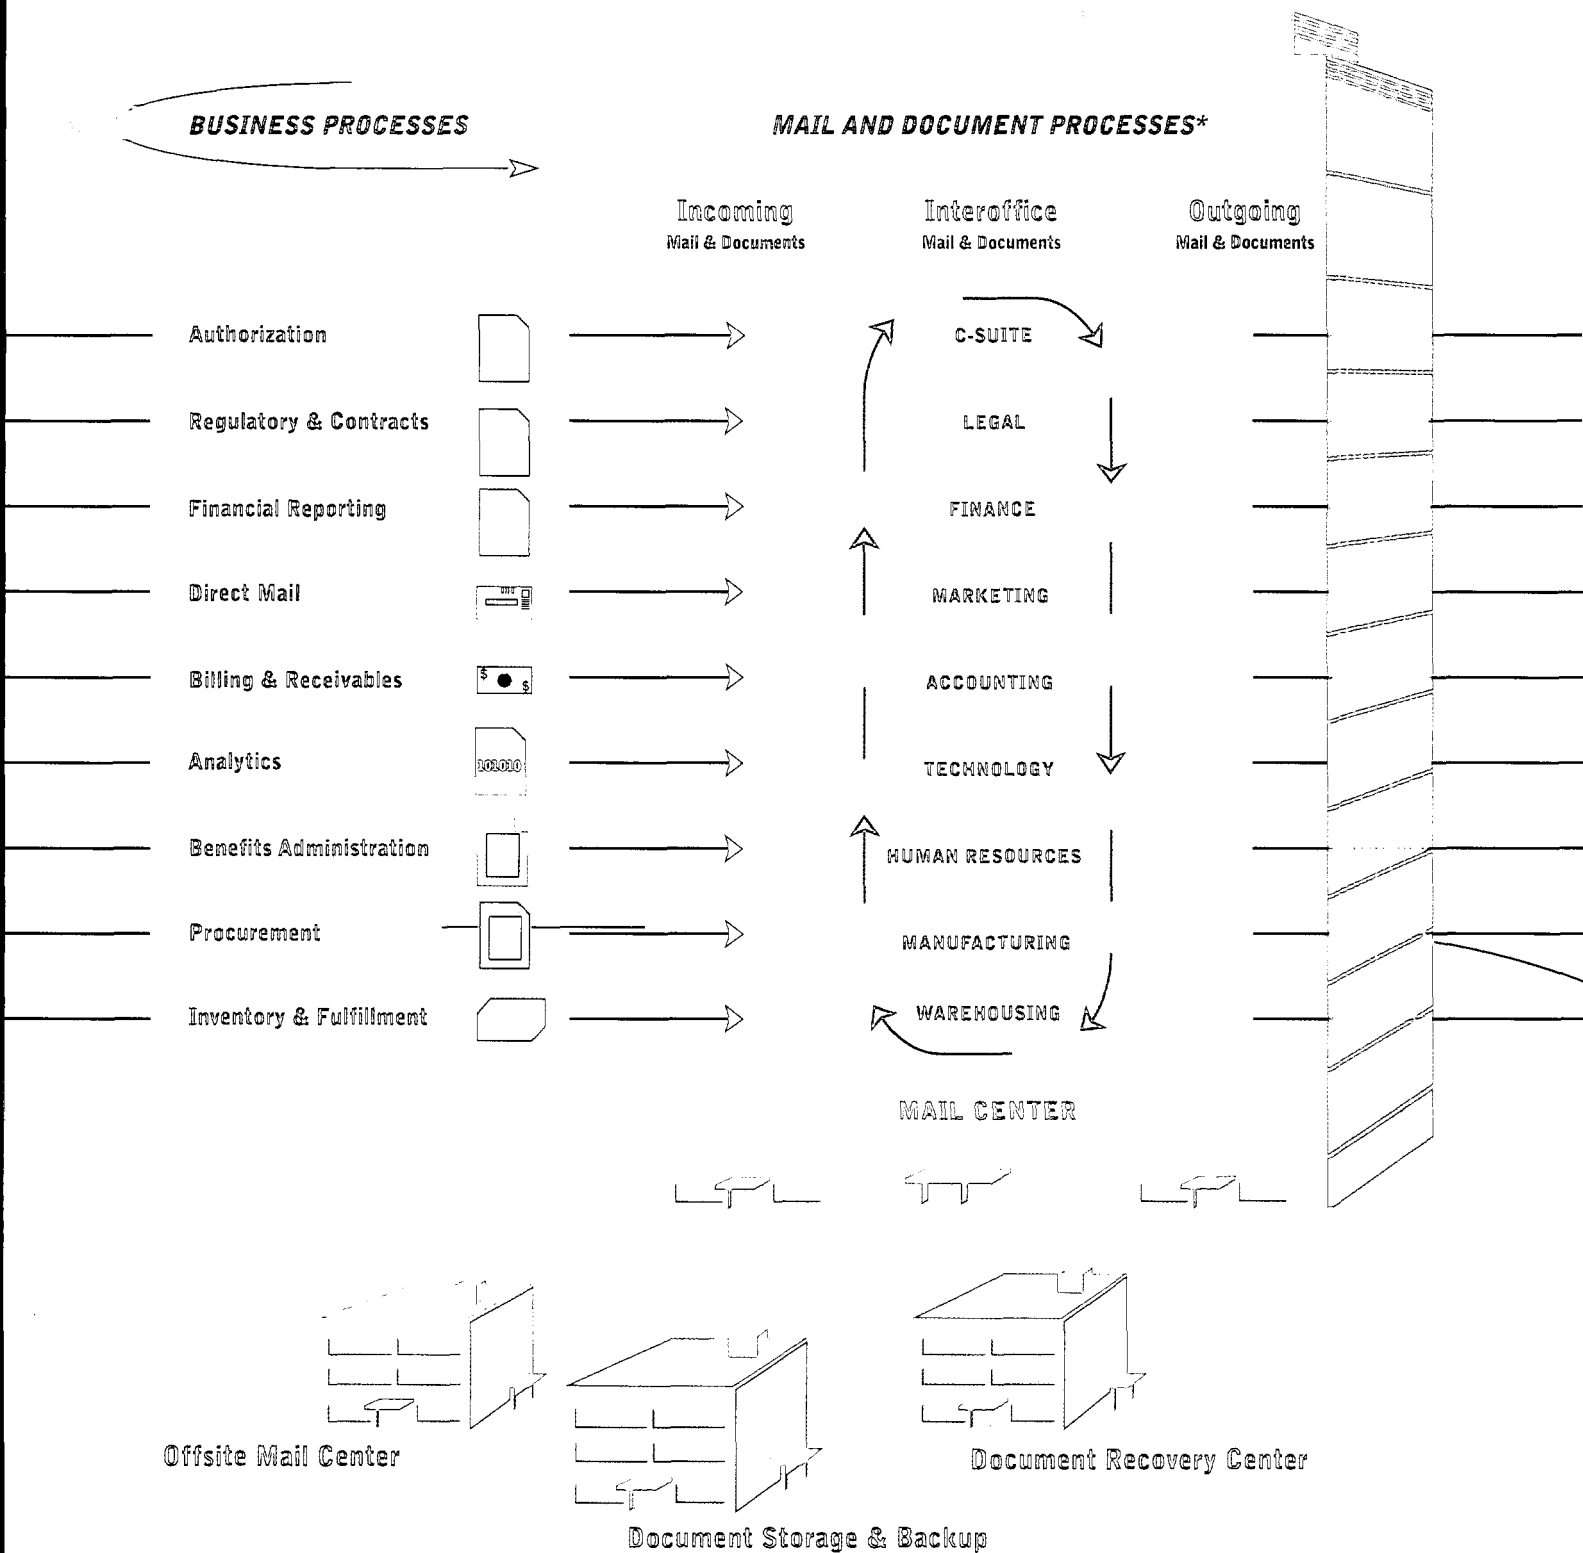 BUSINESS PROCESSES
MAIL AND DOCUMENT PROCESSES*
Incoming
Mail & Documents
Interoffice
Mail & Documents
Outgoing
Mail & Documents
Authorization
C-SUITE
Regulatory & Contracts
LEGAL
Financial Reporting
FINANCE
Direct Mail
MARKETING
Billing & Receivables
$ $
ACCOUNTING
Analytics
101010
TECHNOLOGY
Benefits Administration
HUMAN RESOURCES
Procurement
MANUFACTURING
Inventory & Fulfillment
WAREHOUSING
MAIL CENTER
Offsite Mail Center
Document Recovery Center
Document Storage & Backup